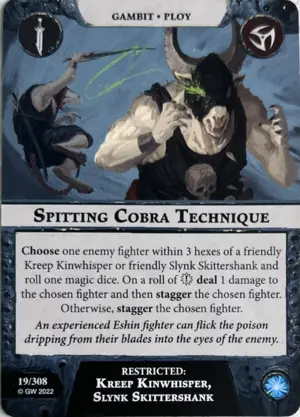 GAMBIT • PLOY
SPITTING COBRA TECHNIQUE
Choose one enemy fighter within 3 hexes of a friendly
Kreep Kinwhisper or friendly Slynk Skittershank and
roll one magic dice. On a roll of deal 1 damage to
the chosen fighter and then stagger the chosen fighter.
Otherwise, stagger the chosen fighter.
An experienced Eshin fighter can flick the poison
dripping from their blades into the eyes of the enemy.
RESTRICTED:
KREEP KINWHISPER,
SLYNK SKITTERSHANK
19/308
© GW 2022